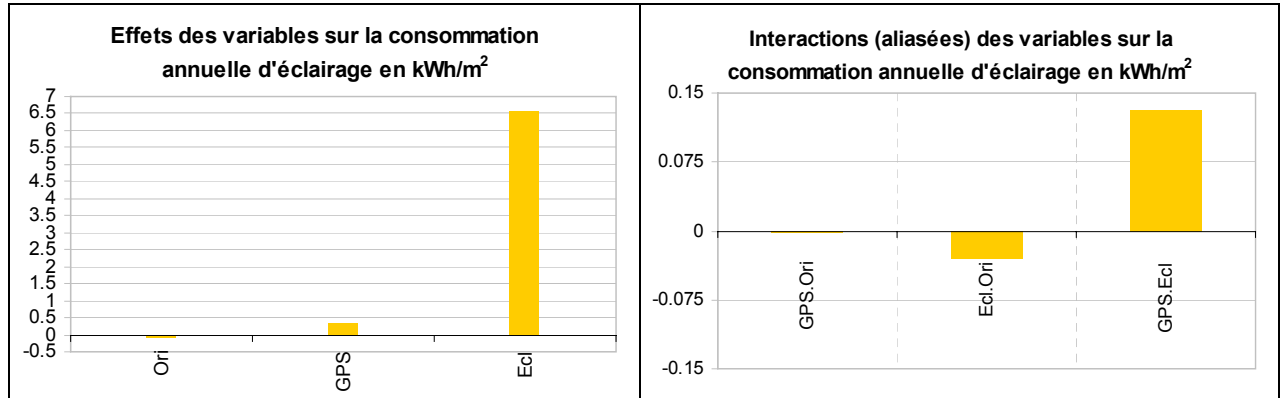 Effets des variables sur la consommation
annuelle d'éclairage en kWh/m²
7
6.5
6
5.5
5
4.5
4
3.5
3
2.5
2
1.5
1
0.5
0
-0.5
Ori
GPS
Ecl
Interactions (aliasées) des variables sur la
consommation annuelle d'éclairage en kWh/m²
0.15
0.075
0
-0.075
-0.15
GPS.Ori
Ecl.Ori
GPS.Ecl